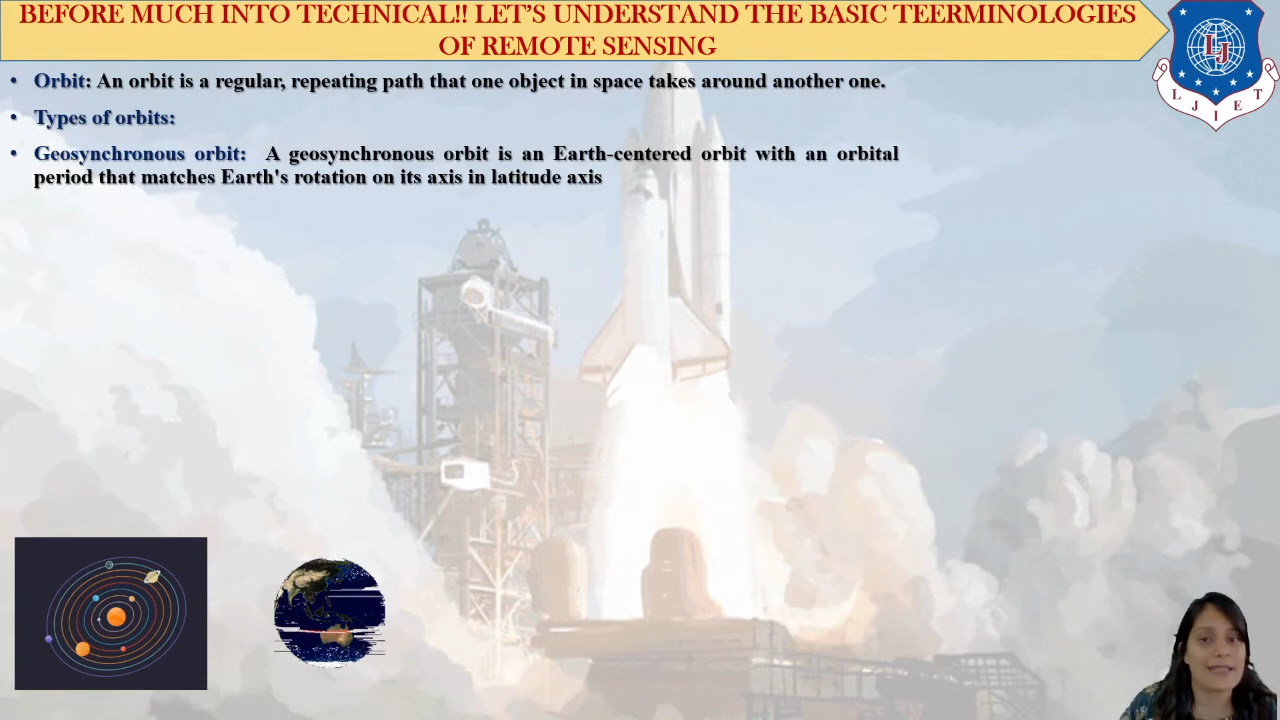 BEFORE MUCH INTO TECHNICAL!! LET'S UNDERSTAND THE BASIC TEERMINOLOGIES
OF REMOTE SENSING
LJ
L J I E T
• Orbit: An orbit is a regular, repeating path that one object in space takes around another one.
• Types of orbits:
• Geosynchronous orbit: A geosynchronous orbit is an Earth-centered orbit with an orbital
period that matches Earth's rotation on its axis in latitude axis